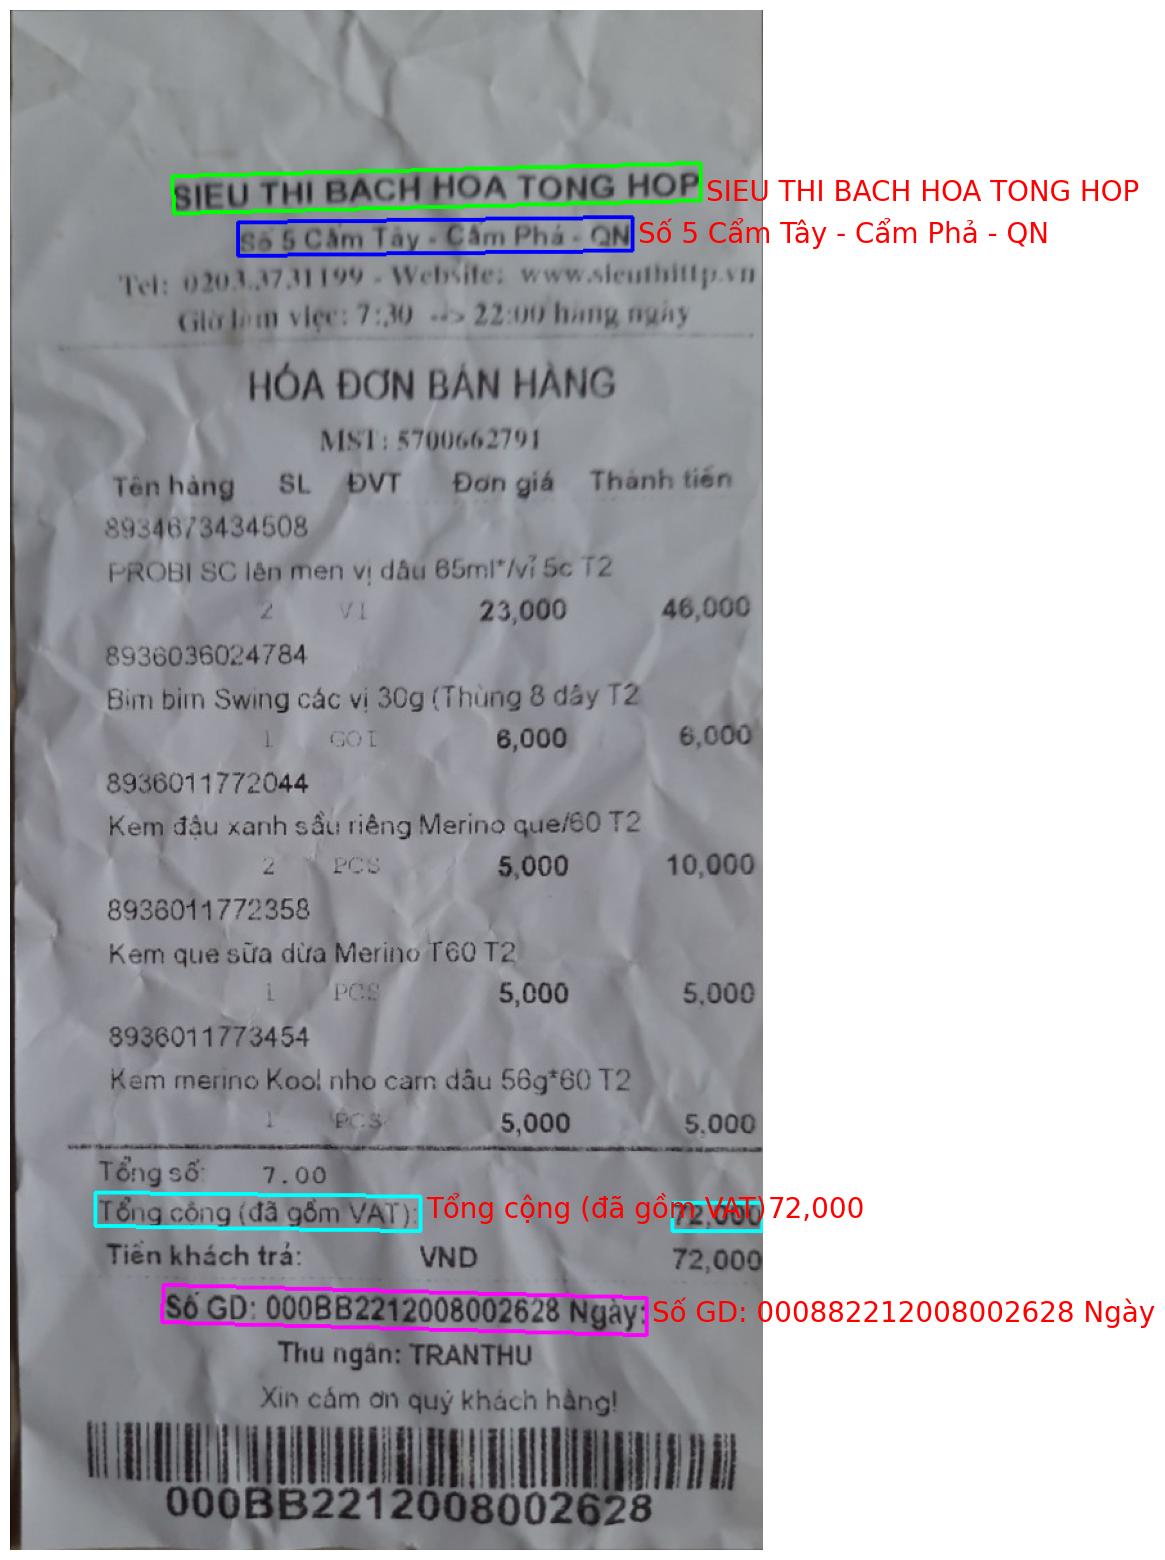 SIEU THI BACH HOA TONG HOP SIEU THI BACH HOA TONG HOP
Số 5 Cẩm Tây - Cẩm Phả - QN Số 5 Cẩm Tây - Cẩm Phả - QN
Tel: 0203.3731199 - Website: www.sieuthittp.vn
Giờ làm việc: 7:30 --> 22:00 hàng ngày
HÓA ĐƠN BÁN HÀNG
MST: 5700662791
Tên hàng SL ĐVT Đơn giá Thành tiền
8934673434508
PROBI SC lên men vị dâu 65ml*/vỉ 5c T2
2 VI 23,000 46,000
8936036024784
Bim bim Swing các vị 30g (Thùng 8 dây T2
1 GOI 6,000 6,000
8936011772044
Kem đậu xanh sầu riêng Merino que/60 T2
2 PCS 5,000 10,000
8936011772358
Kem que sữa dừa Merino T60 T2
1 PCS 5,000 5,000
8936011773454
Kem merino Kool nho cam dâu 56g*60 T2
1 PCS 5,000 5,000
Tổng số: 7.00
Tổng cộng (đã gồm VAT): 72,000 Tổng cộng (đã gồm VAT)72,000
Tiền khách trả: VND 72,000
Số GD: 000BB2212008002628 Ngày: Số GD: 000882212008002628 Ngày
Thu ngân: TRANTHU
Xin cám ơn quý khách hàng!
000BB2212008002628